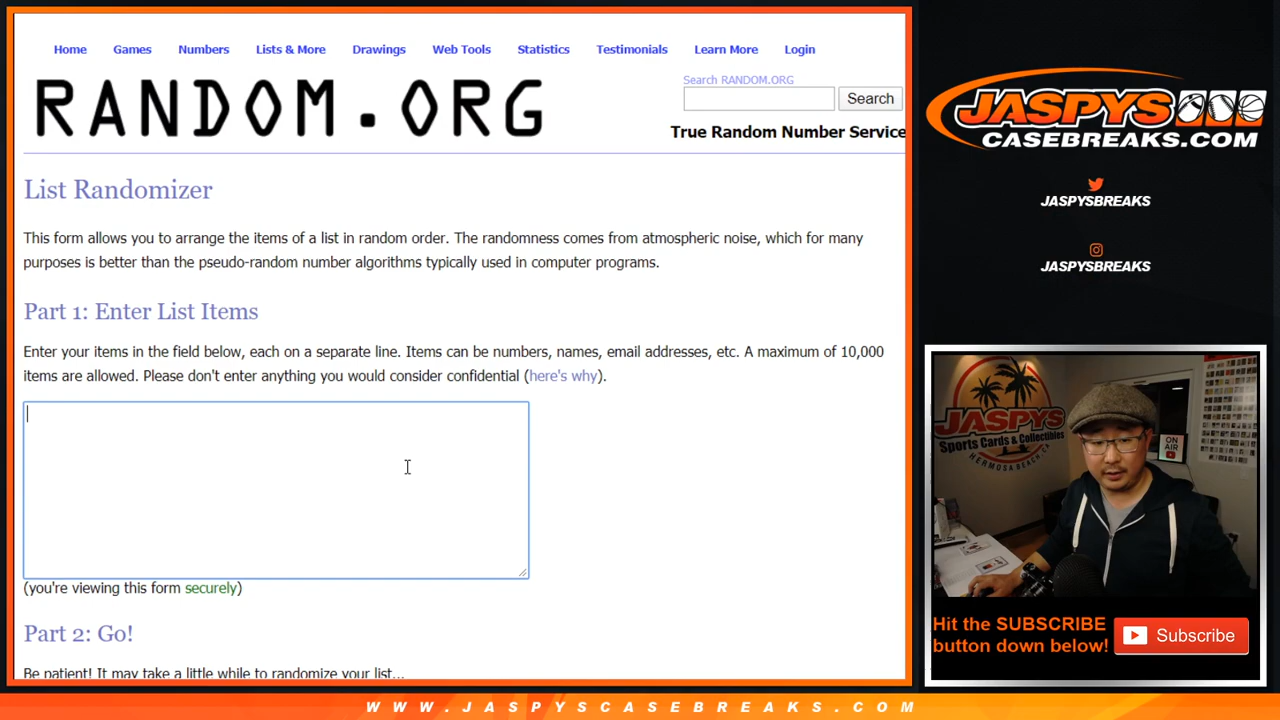 Home Games Numbers Lists & More Drawings Web Tools Statistics Testimonials Learn More Login
RANDOM.ORG
Search RANDOM.ORG
Search
True Random Number Service
List Randomizer
This form allows you to arrange the items of a list in random order. The randomness comes from atmospheric noise, which for many
purposes is better than the pseudo-random number algorithms typically used in computer programs.
Part 1: Enter List Items
Enter your items in the field below, each on a separate line. Items can be numbers, names, email addresses, etc. A maximum of 10,000
items are allowed. Please don't enter anything you would consider confidential (here's why).
(you're viewing this form securely)
Part 2: Go!
Be patient! It may take a little while to randomize your list...
JASPYS
CASEBREAKS.COM
JASPYSBREAKS
JASPYSBREAKS
JASPYS
Sports Cards & Collectibles
HERMOSA BEACH, CA
ON
AIR
Hit the SUBSCRIBE
button down below!
Subscribe
WWW.JASPYSCASEBREAKS.COM